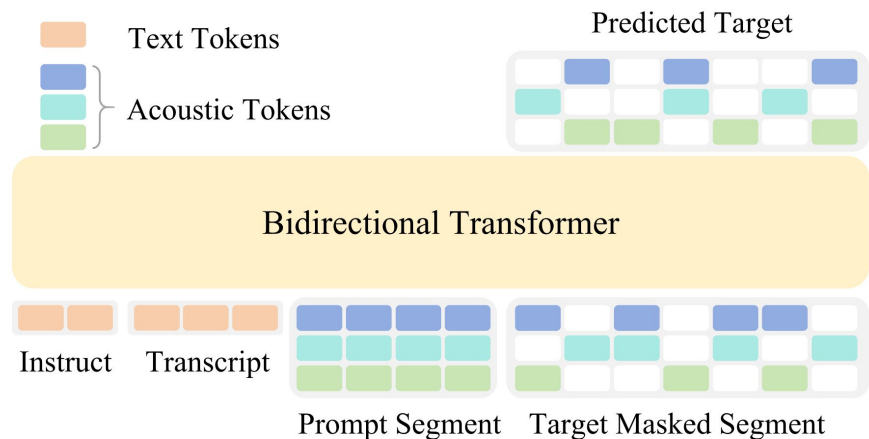 Text Tokens
Acoustic Tokens
Predicted Target
Bidirectional Transformer
Instruct
Transcript
Prompt Segment
Target Masked Segment